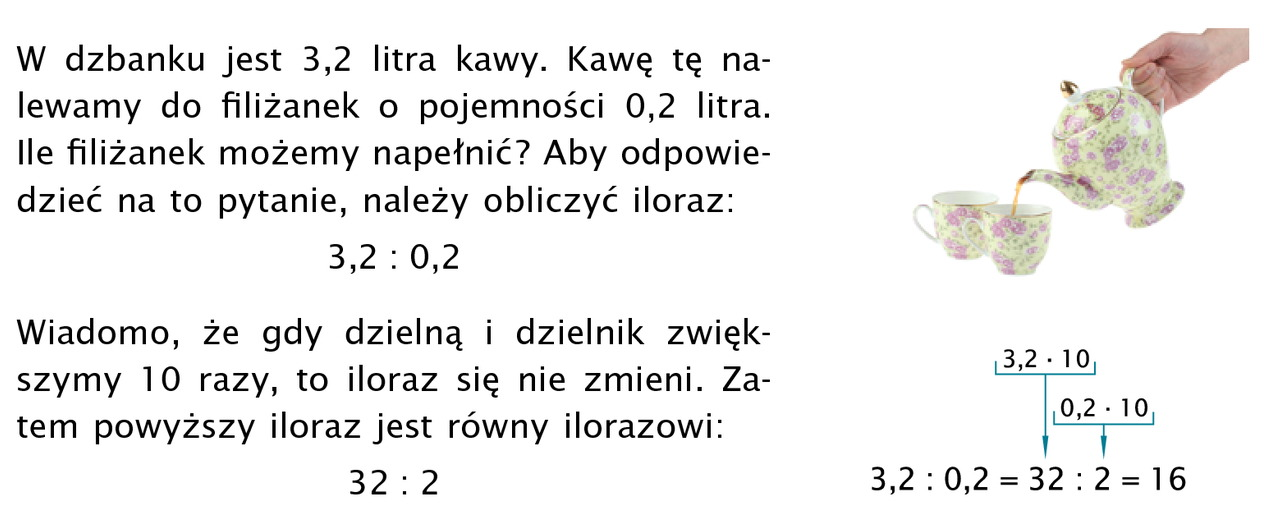 W dzbanku jest 3,2 litra kawy. Kawę tę na-
lewamy do filiżanek o pojemności 0,2 litra.
Ile filiżanek możemy napełnić? Aby odpowie-
dzieć na to pytanie, należy obliczyć iloraz:
3,2 : 0,2
Wiadomo, że gdy dzielną i dzielnik zwięk-
szymy 10 razy, to iloraz się nie zmieni. Za-
tem powyższy iloraz jest równy ilorazowi:
32 : 2
3,2 · 10
0,2 · 10
3,2 : 0,2 = 32 : 2 = 16